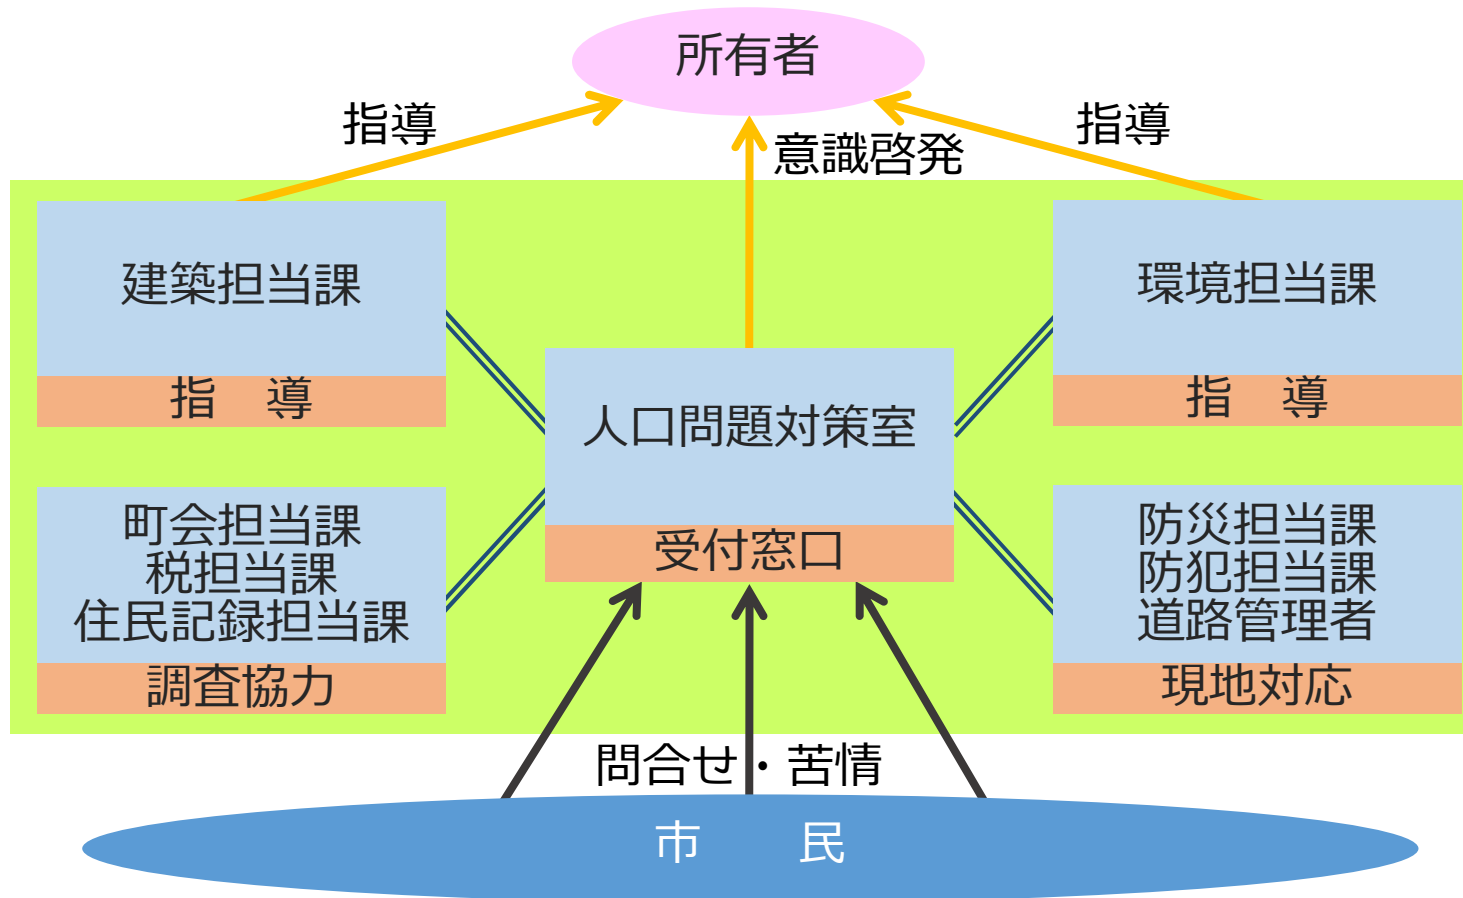 所有者
指導
指導
意識啓発
建築担当課
指　導
環境担当課
指　導
人口問題対策室
受付窓口
町会担当課
税担当課
住民記録担当課
調査協力
防災担当課
防犯担当課
道路管理者
現地対応
問合せ・苦情
市　　民